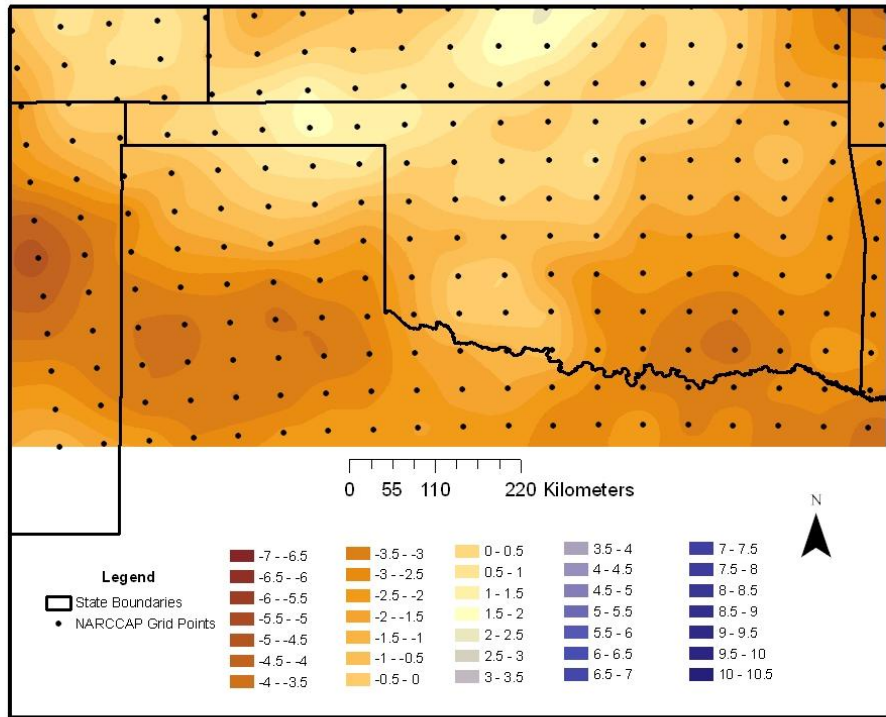 0 55 110 220 Kilometers
N
Legend
State Boundaries
NARCCAP Grid Points
-7 - -6.5
-6.5 - -6
-6 - -5.5
-5.5 - -5
-5 - -4.5
-4.5 - -4
-4 - -3.5
-3.5 - -3
-3 - -2.5
-2.5 - -2
-2 - -1.5
-1.5 - -1
-1 - -0.5
-0.5 - 0
0 - 0.5
0.5 - 1
1 - 1.5
1.5 - 2
2 - 2.5
2.5 - 3
3 - 3.5
3.5 - 4
4 - 4.5
4.5 - 5
5 - 5.5
5.5 - 6
6 - 6.5
6.5 - 7
7 - 7.5
7.5 - 8
8 - 8.5
8.5 - 9
9 - 9.5
9.5 - 10
10 - 10.5